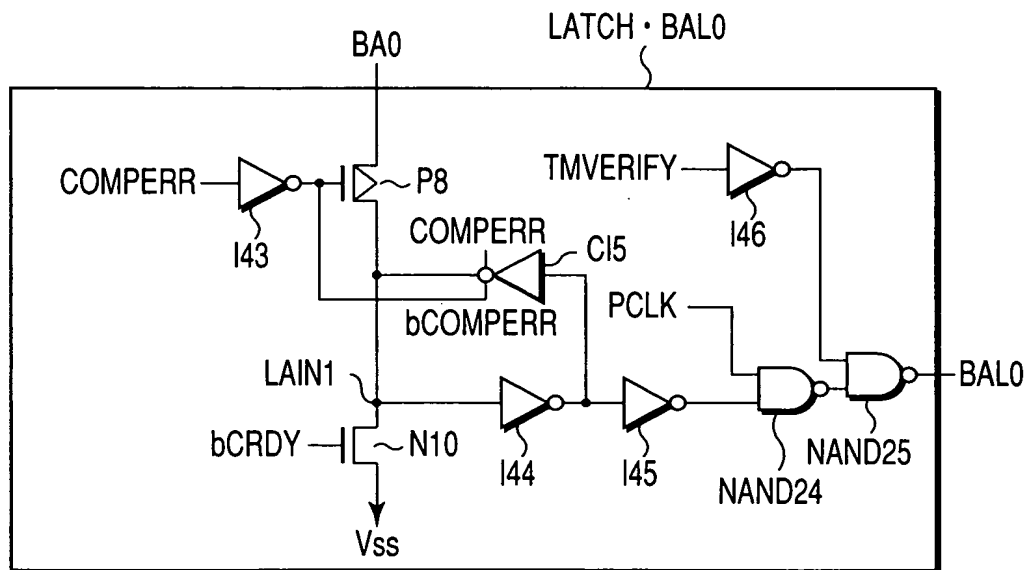 LATCH・BAL0
BA0
COMPERR
P8
TMVERIFY
I43
COMPERR
CI5
I46
bCOMPERR
PCLK
LAIN1
BAL0
bCRDY
N10
I44
I45
NAND25
NAND24
Vss